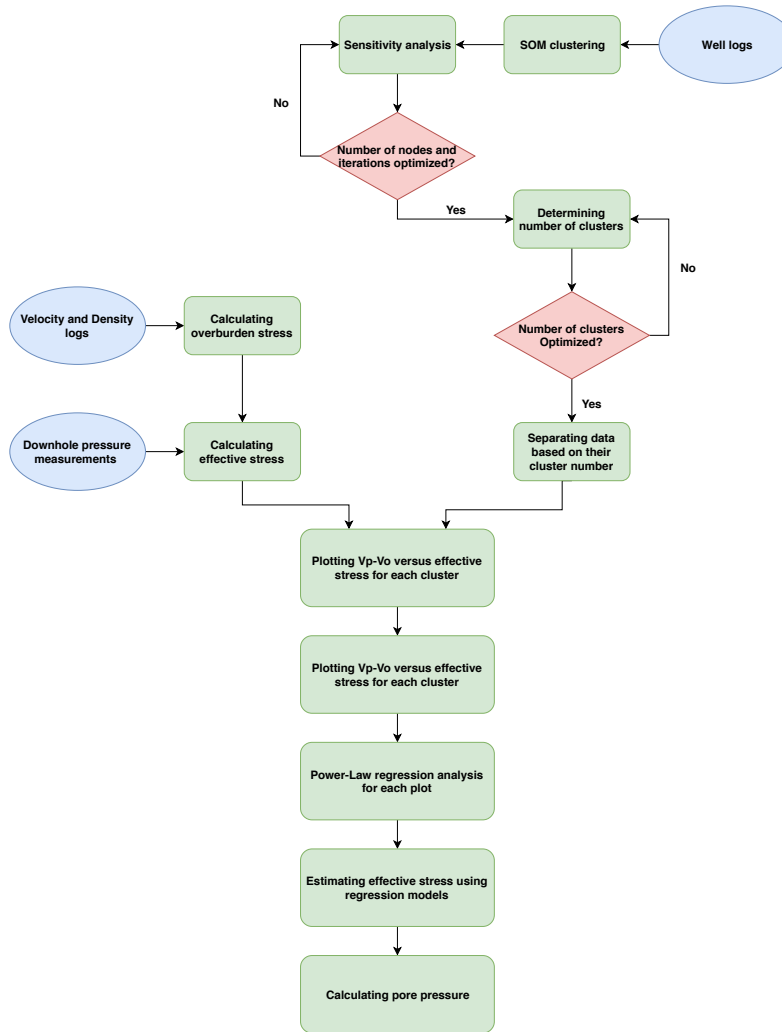 Sensitivity analysis
SOM clustering
Well logs
No
Number of nodes and
iterations optimized?
Yes
Determining
number of clusters
No
Velocity and Density
logs
Calculating
overburden stress
Number of clusters
Optimized?
Yes
Downhole pressure
measurements
Calculating
effective stress
Separating data
based on their
cluster number
Plotting Vp-Vo versus effective
stress for each cluster
Plotting Vp-Vo versus effective
stress for each cluster
Power-Law regression analysis
for each plot
Estimating effective stress using
regression models
Calculating pore pressure